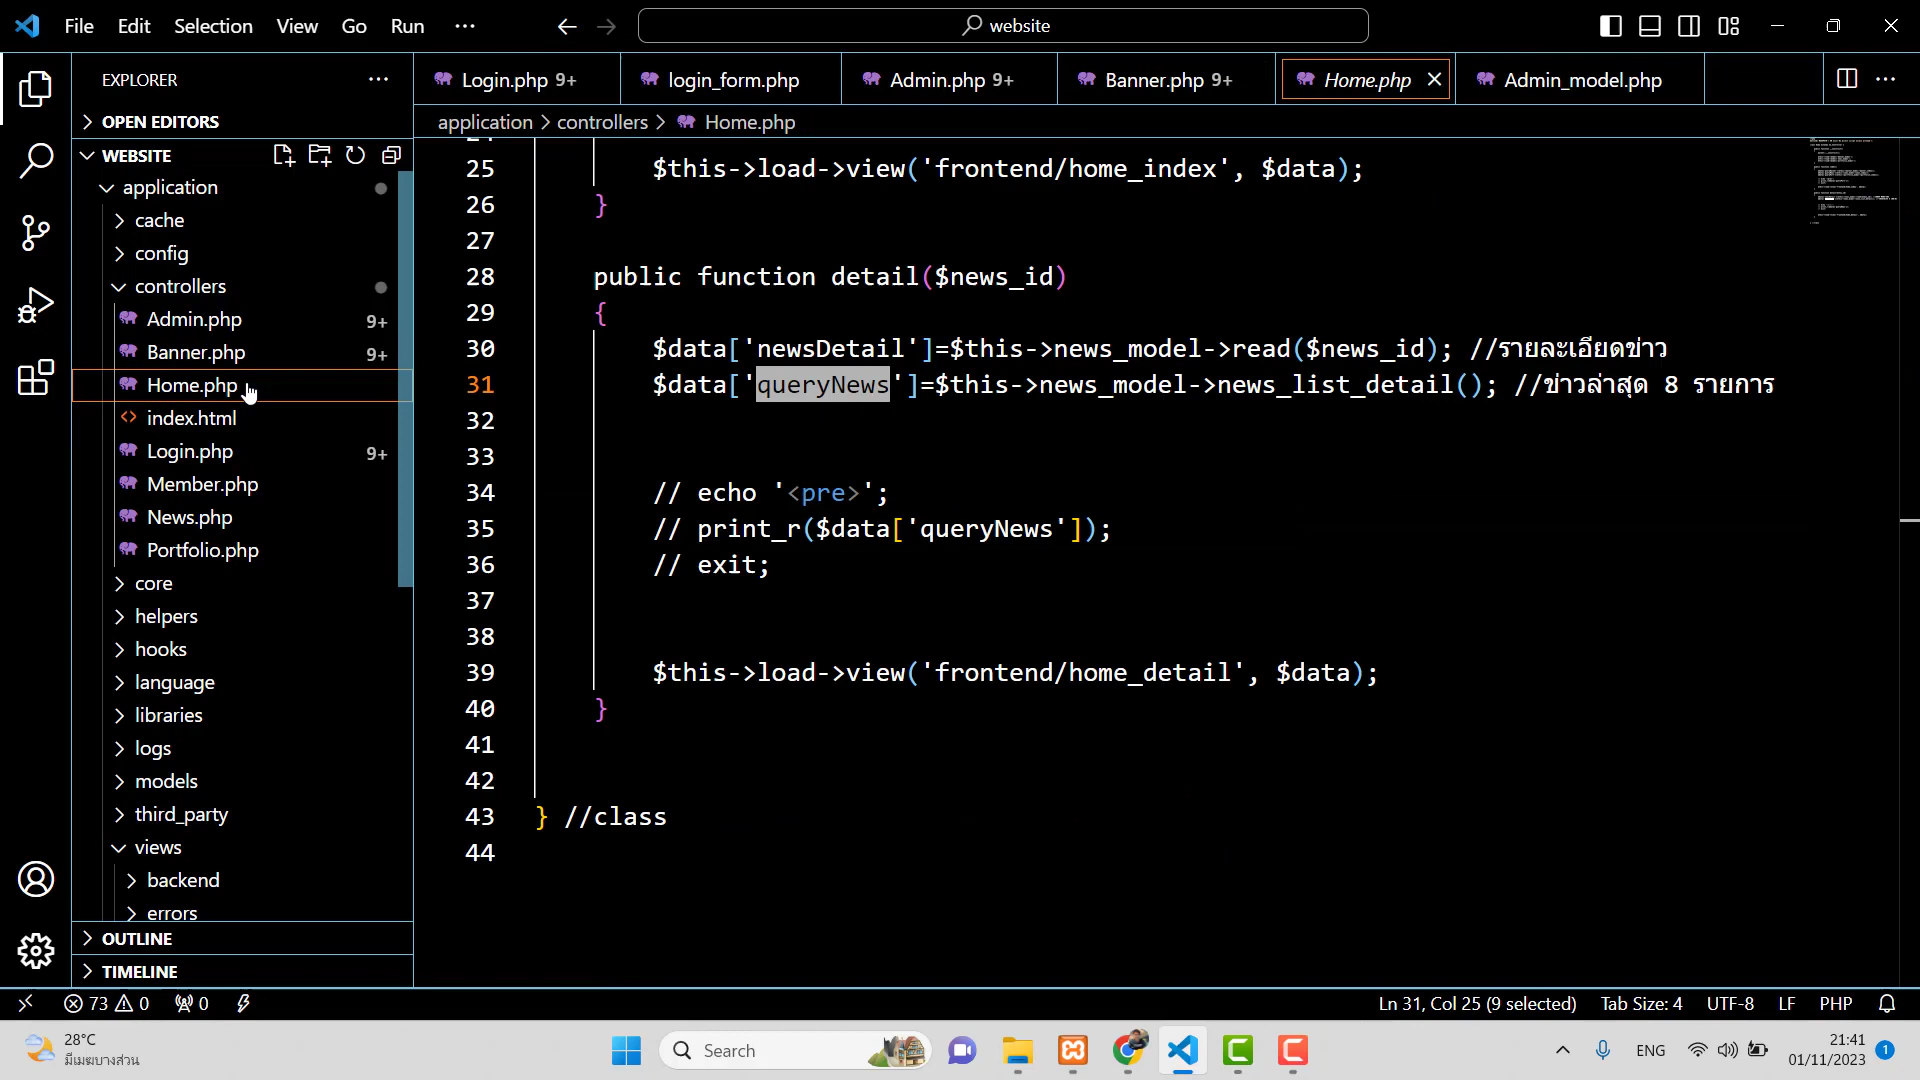 File Edit Selection View Go Run ··· website
EXPLORER ···
OPEN EDITORS
WEBSITE
application
cache
config
controllers
Admin.php 9+
Banner.php 9+
Home.php
index.html
Login.php 9+
Member.php
News.php
Portfolio.php
core
helpers
hooks
language
libraries
logs
models
third_party
views
backend
errors
OUTLINE
TIMELINE
Login.php 9+ login_form.php Admin.php 9+ Banner.php 9+ Home.php Admin_model.php ···
application > controllers > Home.php
25 $this->load->view('frontend/home_index', $data);
26 }
27
28 public function detail($news_id)
29 {
30 $data['newsDetail']=$this->news_model->read($news_id); //รายละเอียดข่าว
31 $data['queryNews']=$this->news_model->news_list_detail(); //ข่าวล่าสุด 8 รายการ
32
33
34 // echo '<pre>';
35 // print_r($data['queryNews']);
36 // exit;
37
38
39 $this->load->view('frontend/home_detail', $data);
40 }
41
42
43 } //class
44
73 0 0 Ln 31, Col 25 (9 selected) Tab Size: 4 UTF-8 LF PHP
28°C
มีเมฆบางส่วน
Search
ENG
21:41
01/11/2023
1